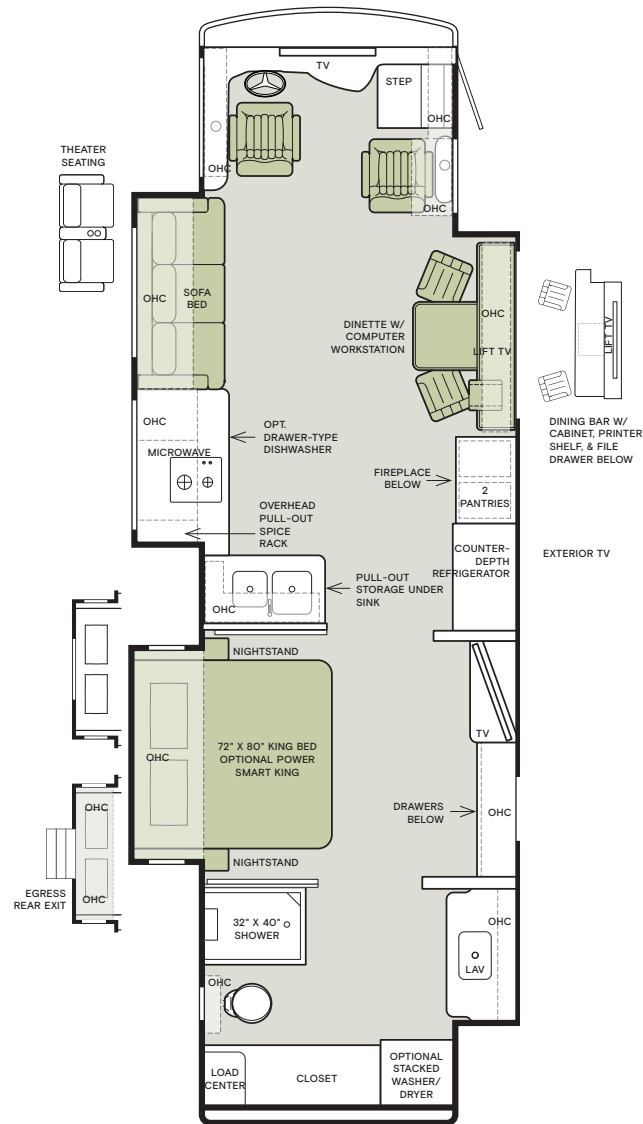 TV
STEP
OHC
OHC
OHC
THEATER
SEATING
OHC
SOFA
BED
DINETTE W/
COMPUTER
WORKSTATION
OHC
LIFT TV
LIFT TV
DINING BAR W/
CABINET, PRINTER
SHELF, & FILE
DRAWER BELOW
OHC
MICROWAVE
OPT.
DRAWER-TYPE
DISHWASHER
FIREPLACE
BELOW
2
PANTRIES
OVERHEAD
PULL-OUT
SPICE
RACK
COUNTER-
DEPTH
REFRIGERATOR
EXTERIOR TV
OHC
PULL-OUT
STORAGE UNDER
SINK
NIGHTSTAND
OHC
72" X 80" KING BED
OPTIONAL POWER
SMART KING
TV
DRAWERS
BELOW
OHC
NIGHTSTAND
OHC
OHC
EGRESS
REAR EXIT
32" X 40"
SHOWER
OHC
LAV
OHC
LOAD
CENTER
CLOSET
OPTIONAL
STACKED
WASHER/
DRYER